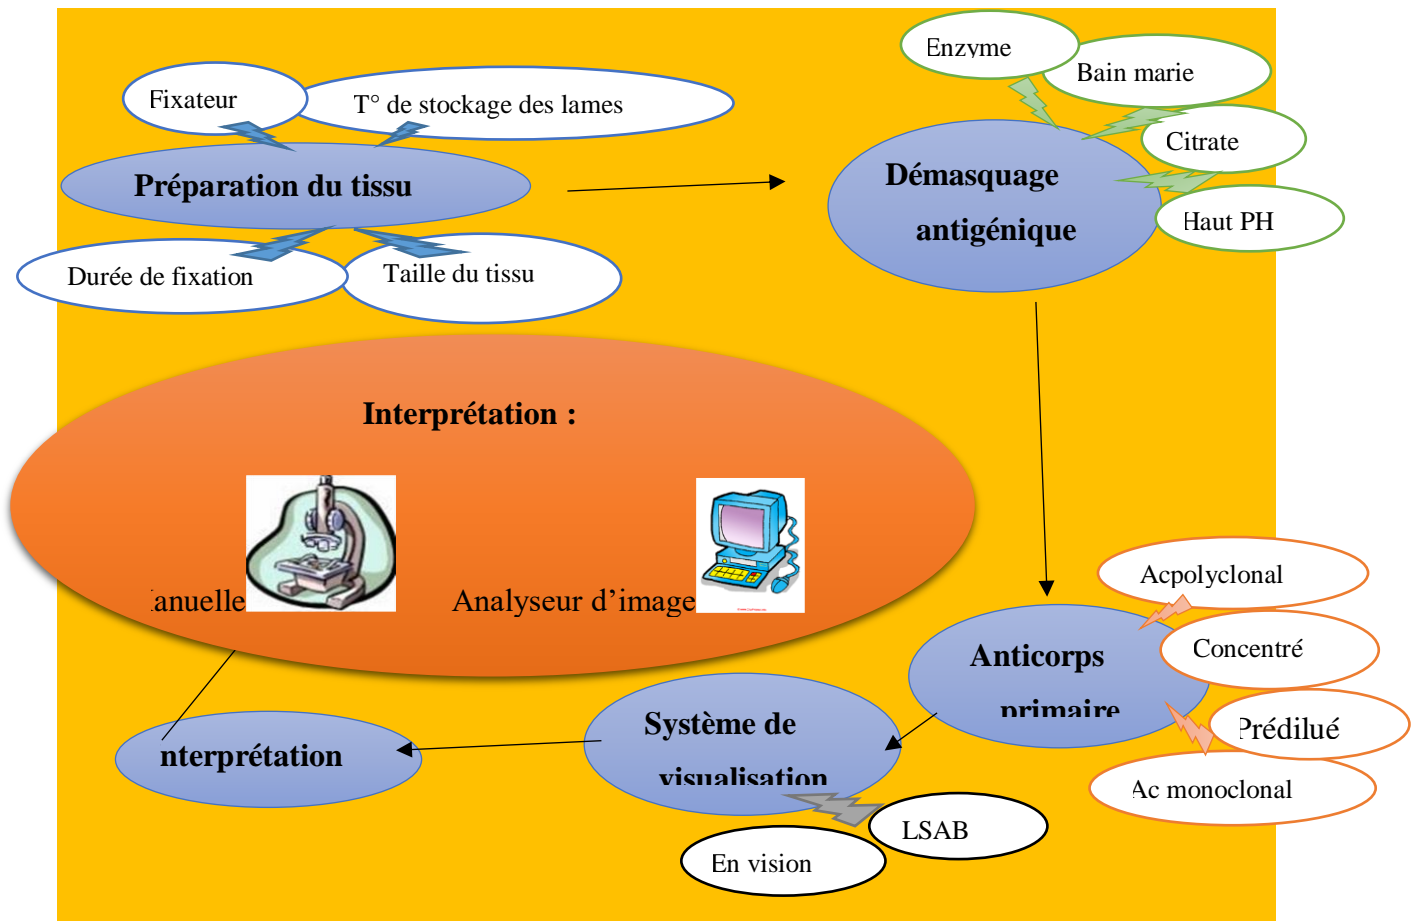 Fixateur
T° de stockage des lames
Préparation du tissu
Durée de fixation
Taille du tissu
Enzyme
Bain marie
Citrate
Haut PH
Démasquage
antigénique
Interprétation :
anuelle
Analyseur d’image
Acpolyclonal
Concentré
Prédilué
Ac monoclonal
Anticorps
primaire
Système de
visualisation
LSAB
En vision
nterprétation